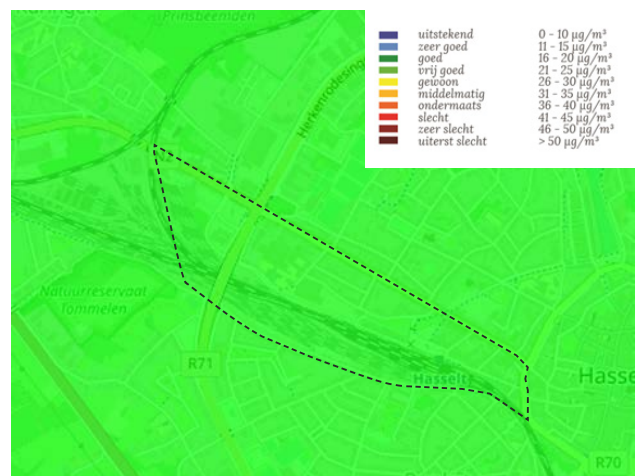 Prinsbeemden
uitstekend 0 - 10 µg/m³
zeer goed 11 - 15 µg/m³
goed 16 - 20 µg/m³
vrij goed 21 - 25 µg/m³
gewoon 26 - 30 µg/m³
middelmatig 31 - 35 µg/m³
ondermaats 36 - 40 µg/m³
slecht 41 - 45 µg/m³
zeer slecht 46 - 50 µg/m³
uiterst slecht > 50 µg/m³
Herkenrodesing
Natuurreservaat
Tommelen
R71
Hasselt
Hasse
R70